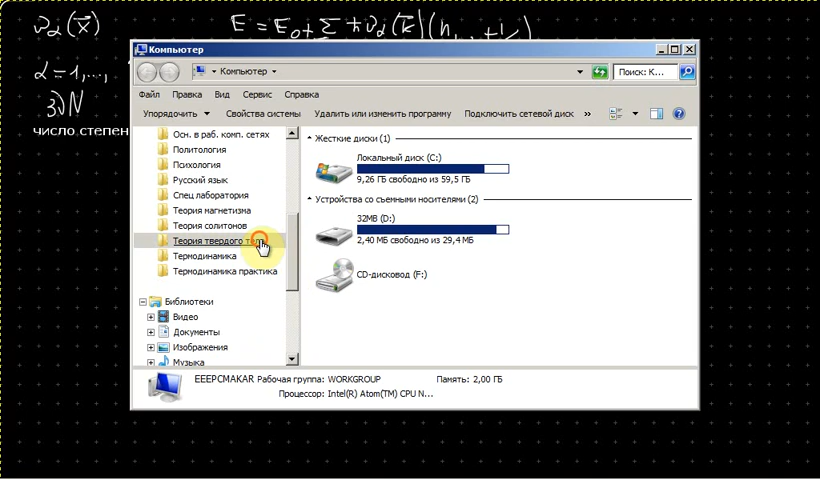 ν₂(x⃗)
E = E₀ + Σ ħν₂(k⃗)(n...+½)
α = 1,...,
3νN
число степен
Компьютер
Компьютер
Поиск: К...
Файл Правка Вид Сервис Справка
Упорядочить Свойства системы Удалить или изменить программу Подключить сетевой диск »
Осн. в раб. комп. сетях
Политология
Психология
Русский язык
Спец лаборатория
Теория магнетизма
Теория солитонов
Теория твердого тела
Термодинамика
Термодинамика практика
Библиотеки
Видео
Документы
Изображения
Музыка
Жесткие диски (1)
Локальный диск (C:)
9,26 ГБ свободно из 59,5 ГБ
Устройства со съемными носителями (2)
32MB (D:)
2,40 МБ свободно из 29,4 МБ
CD-дисковод (F:)
EEEPCMAKAR Рабочая группа: WORKGROUP Память: 2,00 ГБ
Процессор: Intel(R) Atom(TM) CPU N...